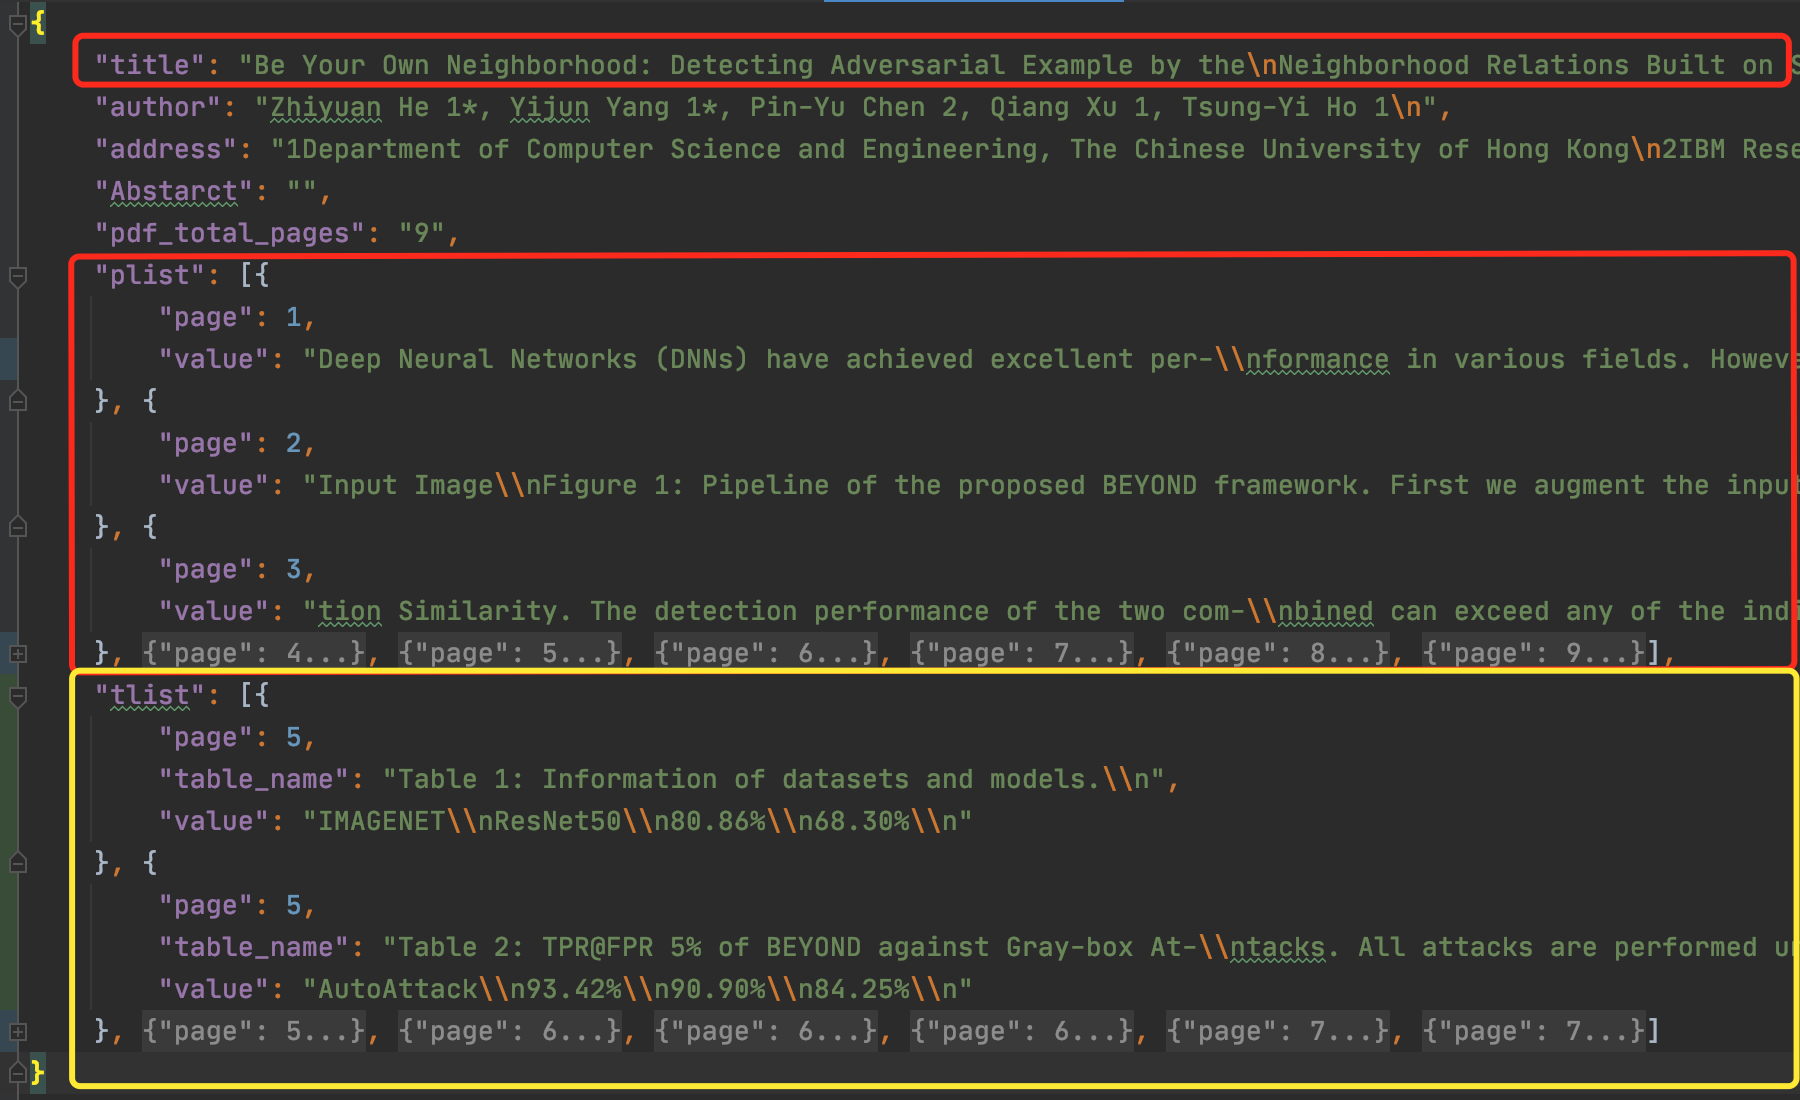 {
"title": "Be Your Own Neighborhood: Detecting Adversarial Example by the\nNeighborhood Relations Built on
"author": "Zhiyuan He 1*, Yijun Yang 1*, Pin-Yu Chen 2, Qiang Xu 1, Tsung-Yi Ho 1\n",
"address": "1Department of Computer Science and Engineering, The Chinese University of Hong Kong\n2IBM Rese
"Abstarct": "",
"pdf_total_pages": "9",
"plist": [{
"page": 1,
"value": "Deep Neural Networks (DNNs) have achieved excellent per-\\nformance in various fields. Howeve
}, {
"page": 2,
"value": "Input Image\\nFigure 1: Pipeline of the proposed BEYOND framework. First we augment the input
}, {
"page": 3,
"value": "tion Similarity. The detection performance of the two com-\\nbined can exceed any of the indi
}, {"page": 4...}, {"page": 5...}, {"page": 6...}, {"page": 7...}, {"page": 8...}, {"page": 9...}],
"tlist": [{
"page": 5,
"table_name": "Table 1: Information of datasets and models.\\n",
"value": "IMAGENET\\nResNet50\\n80.86%\\n68.30%\\n"
}, {
"page": 5,
"table_name": "Table 2: TPR@FPR 5% of BEYOND against Gray-box At-\\ntacks. All attacks are performed un
"value": "AutoAttack\\n93.42%\\n90.90%\\n84.25%\\n"
}, {"page": 5...}, {"page": 6...}, {"page": 6...}, {"page": 6...}, {"page": 7...}, {"page": 7...}]
}